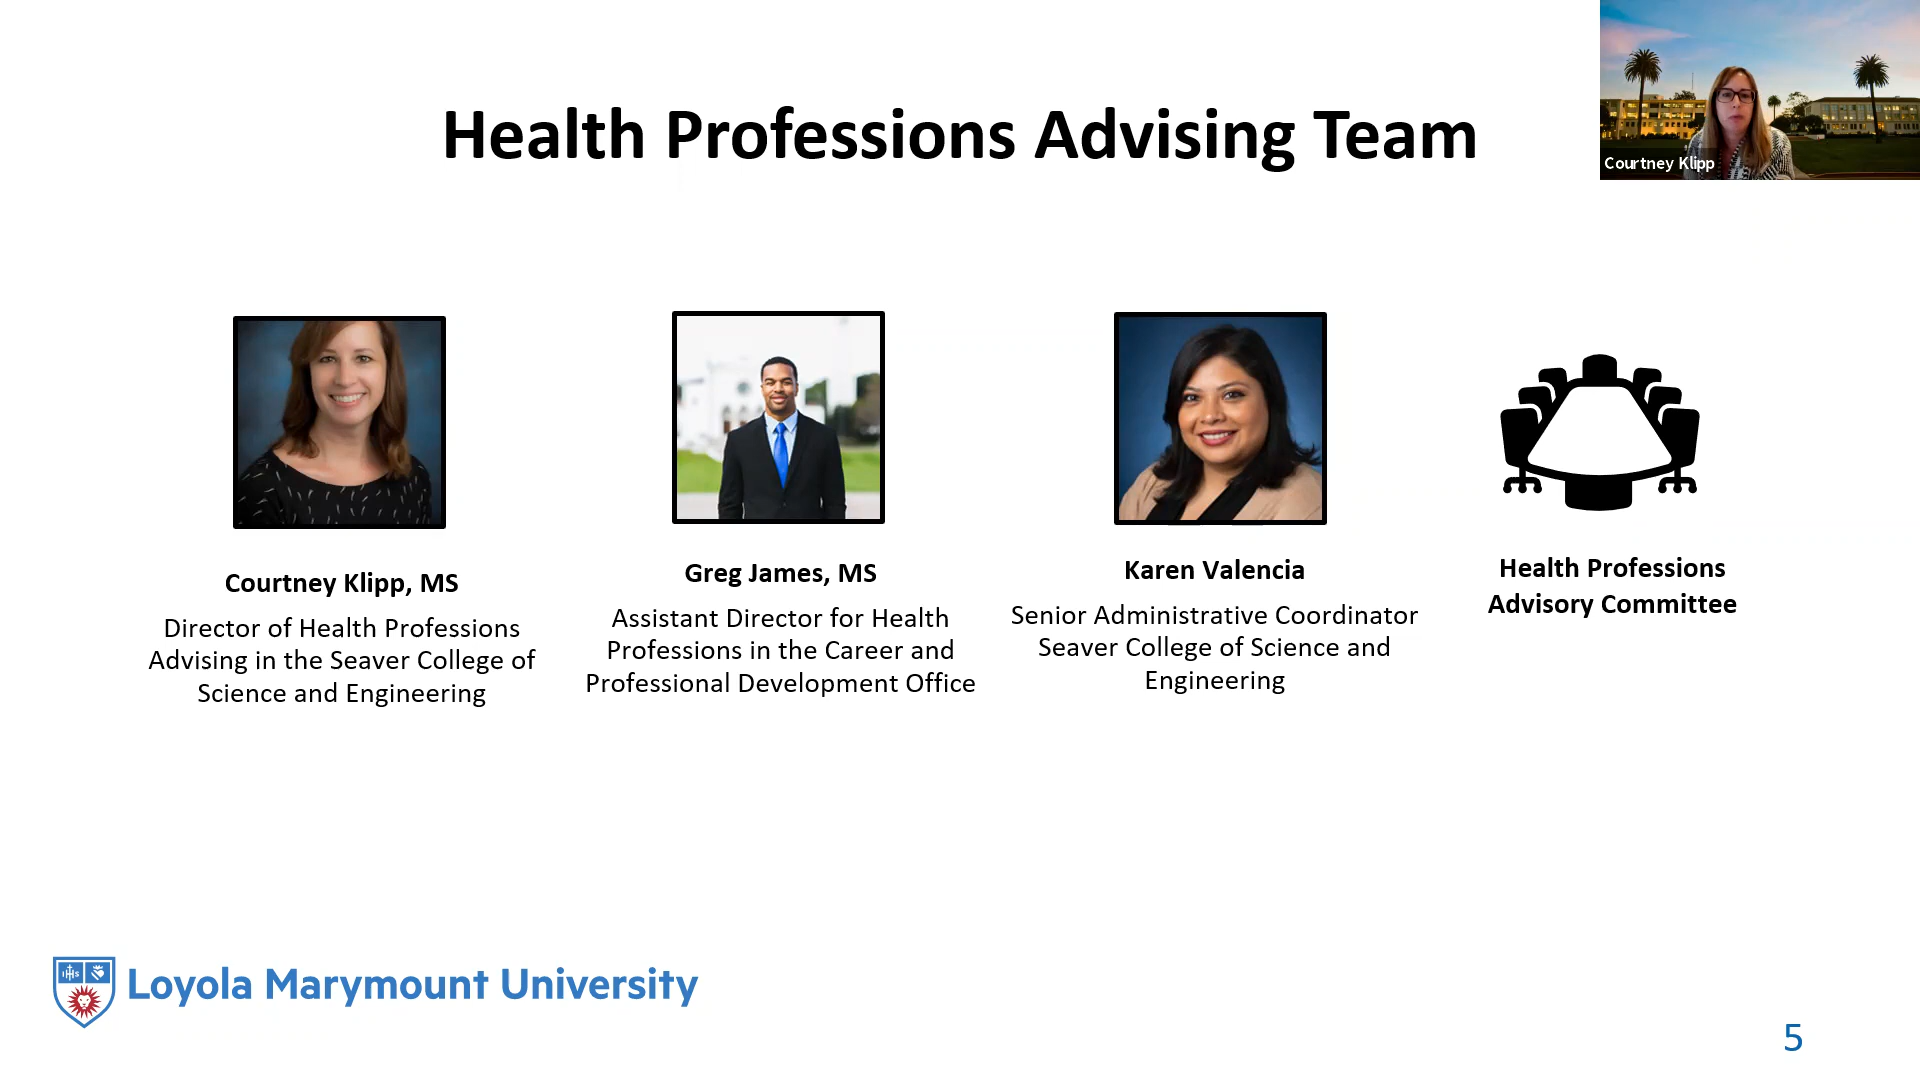 Health Professions Advising Team
Courtney Klipp
Courtney Klipp, MS
Director of Health Professions
Advising in the Seaver College of
Science and Engineering
Greg James, MS
Assistant Director for Health
Professions in the Career and
Professional Development Office
Karen Valencia
Senior Administrative Coordinator
Seaver College of Science and
Engineering
Health Professions
Advisory Committee
IHS
Loyola Marymount University
5